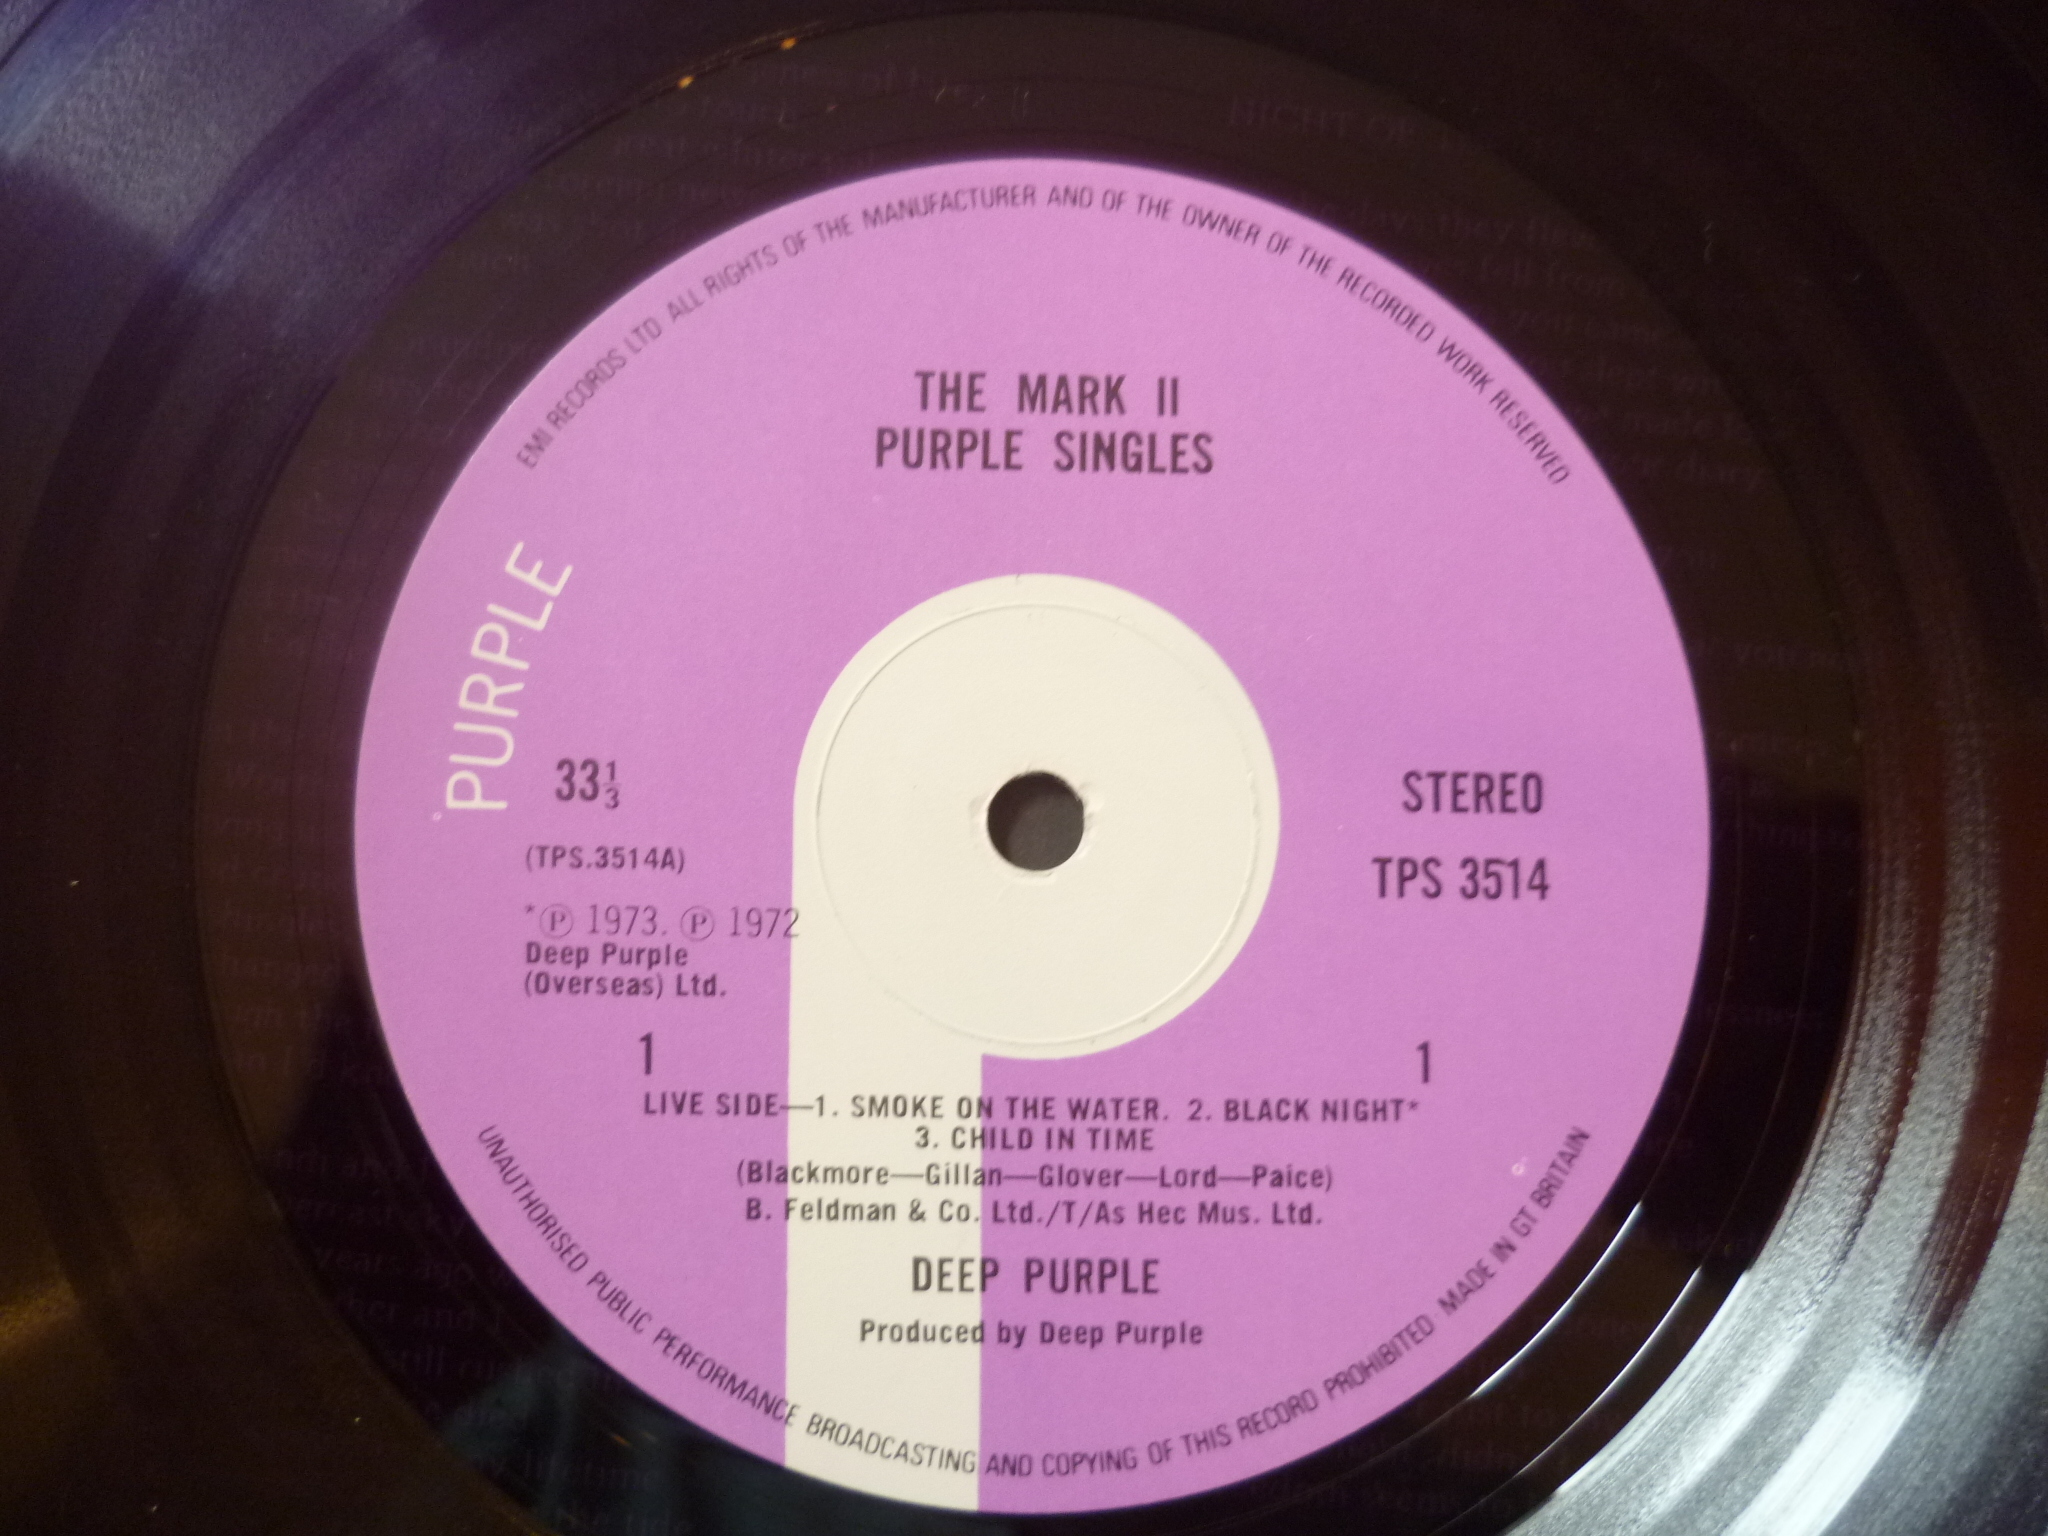 EMI RECORDS LTD ALL RIGHTS OF THE MANUFACTURER AND OF THE OWNER OF THE RECORDED WORK RESERVED
THE MARK II
PURPLE SINGLES
PURPLE
33⅓
STEREO
(TPS.3514A)
TPS 3514
*℗ 1973. ℗ 1972
Deep Purple
(Overseas) Ltd.
1
1
LIVE SIDE—1. SMOKE ON THE WATER. 2. BLACK NIGHT*
3. CHILD IN TIME
(Blackmore—Gillan—Glover—Lord—Paice)
B. Feldman & Co. Ltd./T/As Hec Mus. Ltd.
DEEP PURPLE
Produced by Deep Purple
UNAUTHORISED PUBLIC PERFORMANCE BROADCASTING AND COPYING OF THIS RECORD PROHIBITED MADE IN GT BRITAIN